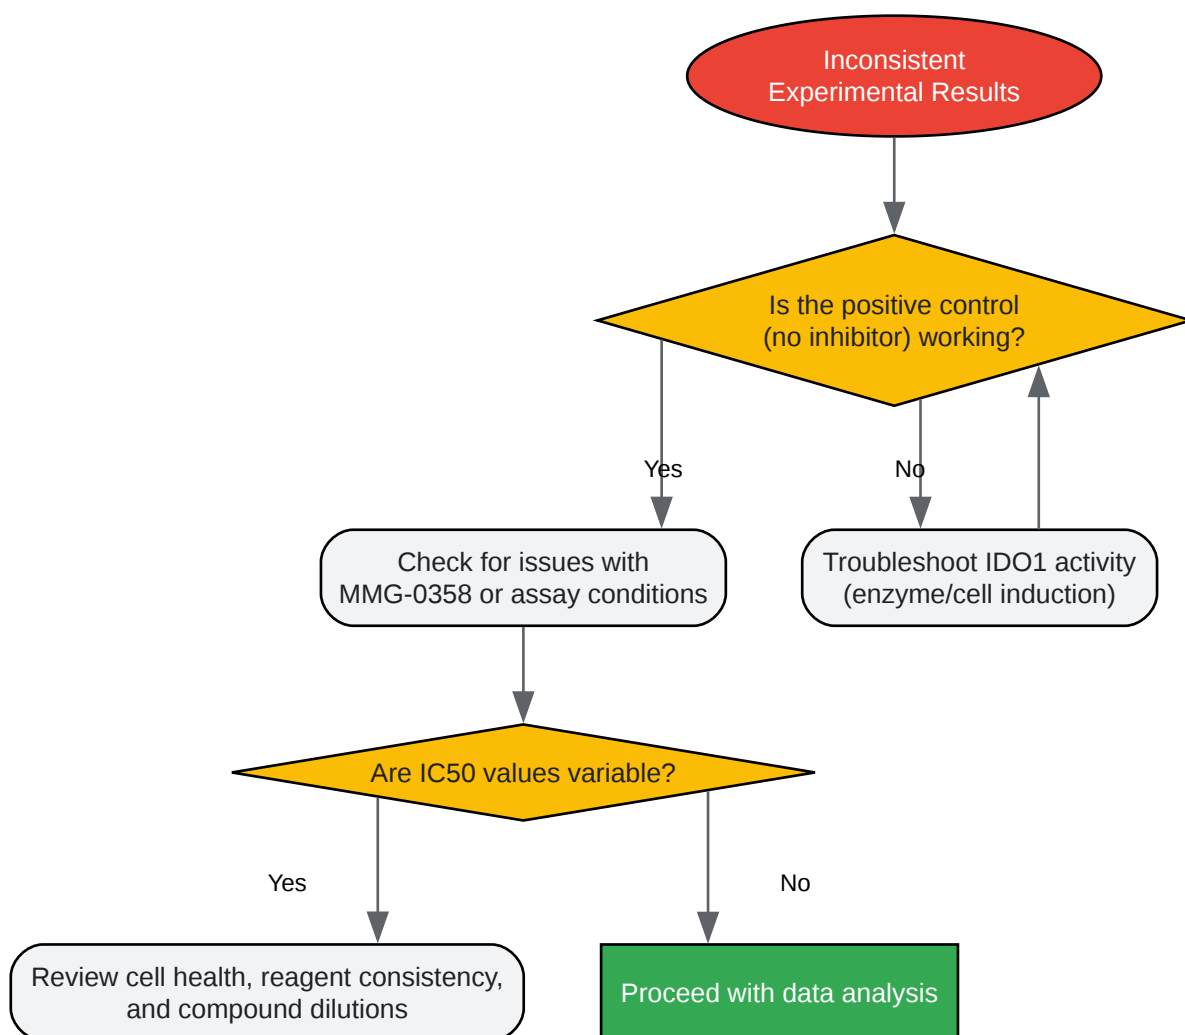 Inconsistent
Experimental Results
Is the positive control
(no inhibitor) working?
Yes
No
Check for issues with
MMG-0358 or assay conditions
Troubleshoot IDO1 activity
(enzyme/cell induction)
Are IC50 values variable?
Yes
No
Review cell health, reagent consistency,
and compound dilutions
Proceed with data analysis